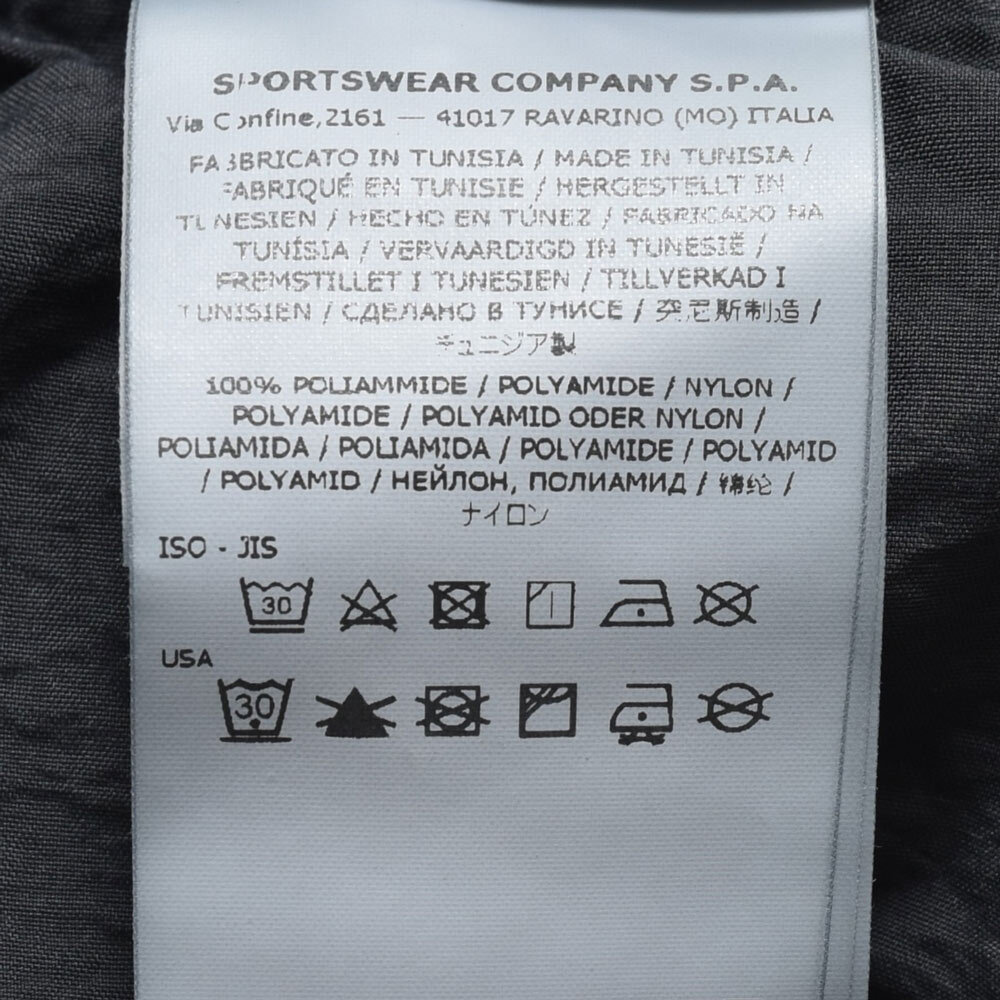 SPORTSWEAR COMPANY S.P.A.
Via Confine,2161 — 41017 RAVARINO (MO) ITALIA
FABBRICATO IN TUNISIA / MADE IN TUNISIA /
FABRIQUÉ EN TUNISIE / HERGESTELLT IN
TUNESIEN / HECHO EN TÚNEZ / FABRICADO NA
TUNÍSIA / VERVAARDIGD IN TUNESIË /
FREMSTILLET I TUNESIEN / TILLVERKAD I
TUNISIEN / СДЕЛАНО В ТУНИСЕ / 突尼斯制造 /
チュニジア製
100% POLIAMMIDE / POLYAMIDE / NYLON /
POLYAMIDE / POLYAMID ODER NYLON /
POLIAMIDA / POLIAMIDA / POLYAMIDE / POLYAMID
/ POLYAMID / НЕЙЛОН, ПОЛИАМИД / 锦纶 /
ナイロン
ISO - JIS
30
USA
30